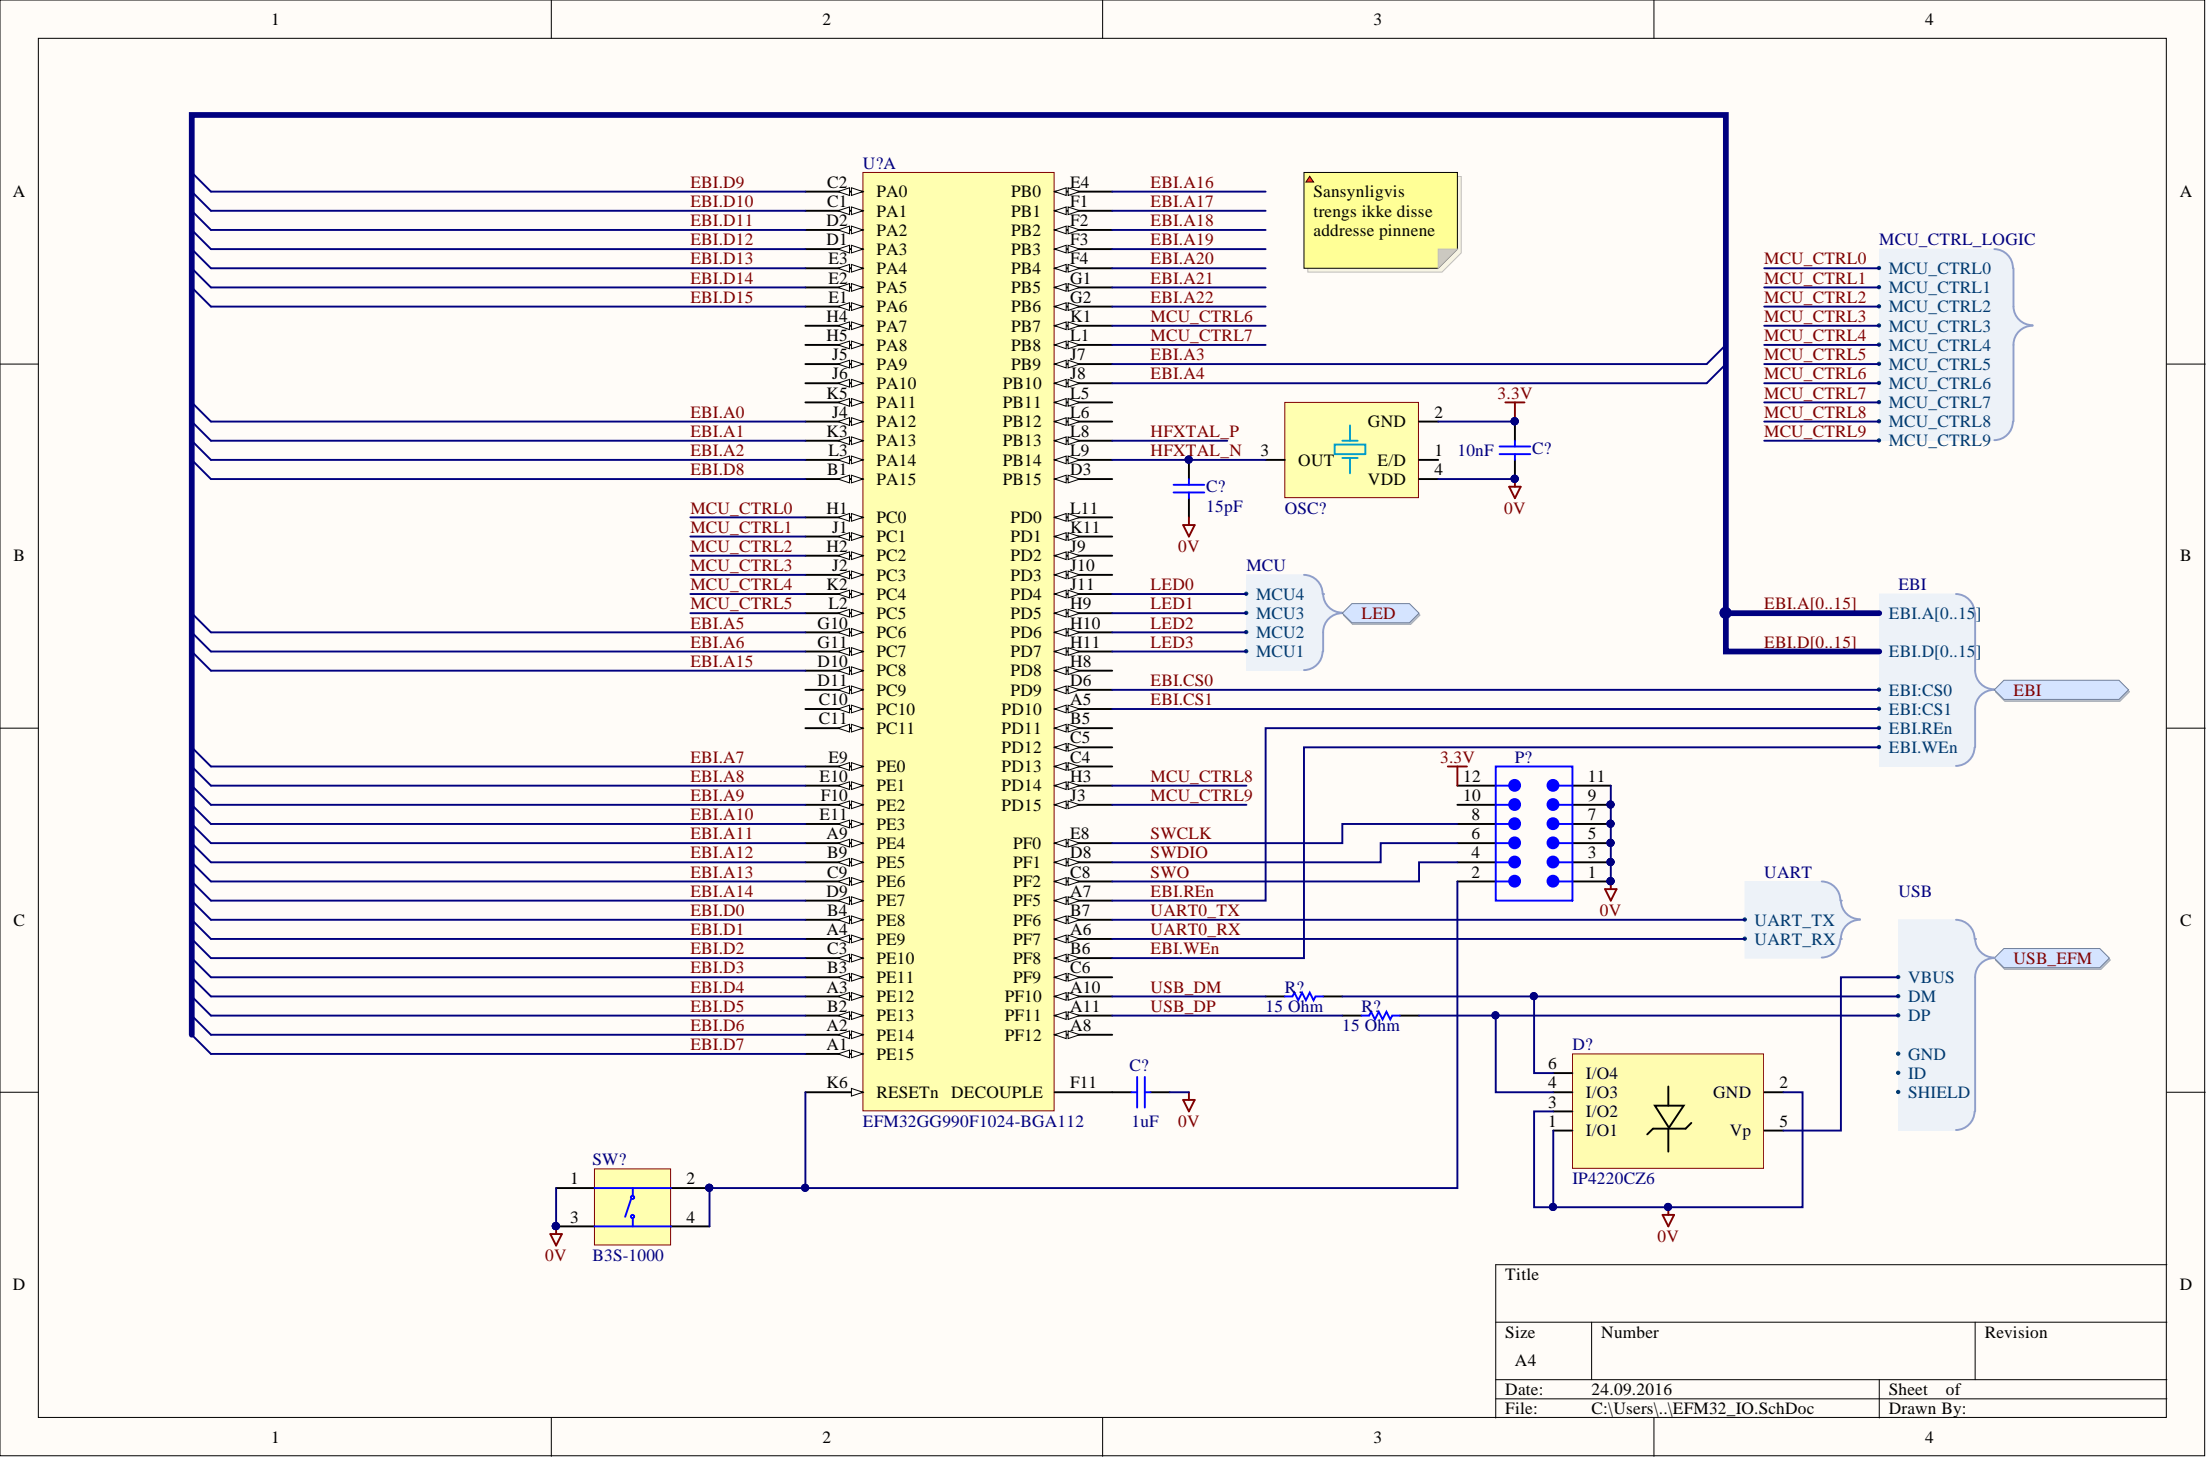 1 2 3 4
A
B
C
D
A
B
C
D
U?A
EBI.D9 C2 PA0
EBI.D10 C1 PA1
EBI.D11 D2 PA2
EBI.D12 D1 PA3
EBI.D13 E3 PA4
EBI.D14 E2 PA5
EBI.D15 E1 PA6
H4 PA7
H5 PA8
J5 PA9
J6 PA10
K5 PA11
EBI.A0 J4 PA12
EBI.A1 K3 PA13
EBI.A2 L3 PA14
EBI.D8 B1 PA15
MCU_CTRL0 H1 PC0
MCU_CTRL1 J1 PC1
MCU_CTRL2 H2 PC2
MCU_CTRL3 J2 PC3
MCU_CTRL4 K2 PC4
MCU_CTRL5 L2 PC5
EBI.A5 G10 PC6
EBI.A6 G11 PC7
EBI.A15 D10 PC8
D11 PC9
C10 PC10
C11 PC11
EBI.A7 E9 PE0
EBI.A8 E10 PE1
EBI.A9 F10 PE2
EBI.A10 E11 PE3
EBI.A11 A9 PE4
EBI.A12 B9 PE5
EBI.A13 C9 PE6
EBI.A14 D9 PE7
EBI.D0 B4 PE8
EBI.D1 A4 PE9
EBI.D2 C3 PE10
EBI.D3 B3 PE11
EBI.D4 A3 PE12
EBI.D5 B2 PE13
EBI.D6 A2 PE14
EBI.D7 A1 PE15
K6 RESETn DECOUPLE F11
EFM32GG990F1024-BGA112
PB0 E4 EBI.A16
PB1 F1 EBI.A17
PB2 F2 EBI.A18
PB3 F3 EBI.A19
PB4 F4 EBI.A20
PB5 G1 EBI.A21
PB6 G2 EBI.A22
PB7 K1 MCU_CTRL6
PB8 L1 MCU_CTRL7
PB9 J7 EBI.A3
PB10 J8 EBI.A4
PB11 L5
PB12 L6
PB13 L8 HFXTAL_P
PB14 L9 HFXTAL_N
PB15 D3
PD0 L11
PD1 K11
PD2 J9
PD3 J10
PD4 J11 LED0
PD5 H9 LED1
PD6 H10 LED2
PD7 H11 LED3
PD8 H8
PD9 D6 EBI.CS0
PD10 A5 EBI.CS1
PD11 B5
PD12 C5
PD13 C4
PD14 H3 MCU_CTRL8
PD15 J3 MCU_CTRL9
PF0 E8 SWCLK
PF1 D8 SWDIO
PF2 C8 SWO
PF5 A7 EBI.REn
PF6 B7 UART0_TX
PF7 A6 UART0_RX
PF8 B6 EBI.WEn
PF9 C6
PF10 A10 USB_DM
PF11 A11 USB_DP
PF12 A8
C?
1uF
0V
SW?
1 2
3 4
0V
B3S-1000
Sansynligvis
trengs ikke disse
addresse pinnene
C?
15pF
0V
3 OUT
GND 2
E/D 1
VDD 4
OSC?
3.3V
10nF C?
0V
MCU
MCU4
MCU3
MCU2
MCU1
LED
MCU_CTRL_LOGIC
MCU_CTRL0 MCU_CTRL0
MCU_CTRL1 MCU_CTRL1
MCU_CTRL2 MCU_CTRL2
MCU_CTRL3 MCU_CTRL3
MCU_CTRL4 MCU_CTRL4
MCU_CTRL5 MCU_CTRL5
MCU_CTRL6 MCU_CTRL6
MCU_CTRL7 MCU_CTRL7
MCU_CTRL8 MCU_CTRL8
MCU_CTRL9 MCU_CTRL9
EBI
EBI.A[0..15] EBI.A[0..15]
EBI.D[0..15] EBI.D[0..15]
EBI:CS0
EBI:CS1
EBI.REn
EBI.WEn
EBI
3.3V P?
12 11
10 9
8 7
6 5
4 3
2 1
0V
UART
UART_TX
UART_RX
USB
VBUS
DM
DP
GND
ID
SHIELD
USB_EFM
R?
15 Ohm
R?
15 Ohm
D?
6 I/O4
4 I/O3 GND 2
3 I/O2
1 I/O1 Vp 5
IP4220CZ6
0V
Title
Size Number Revision
A4
Date: 24.09.2016 Sheet of
File: C:\Users\..\EFM32_IO.SchDoc Drawn By:
1 2 3 4